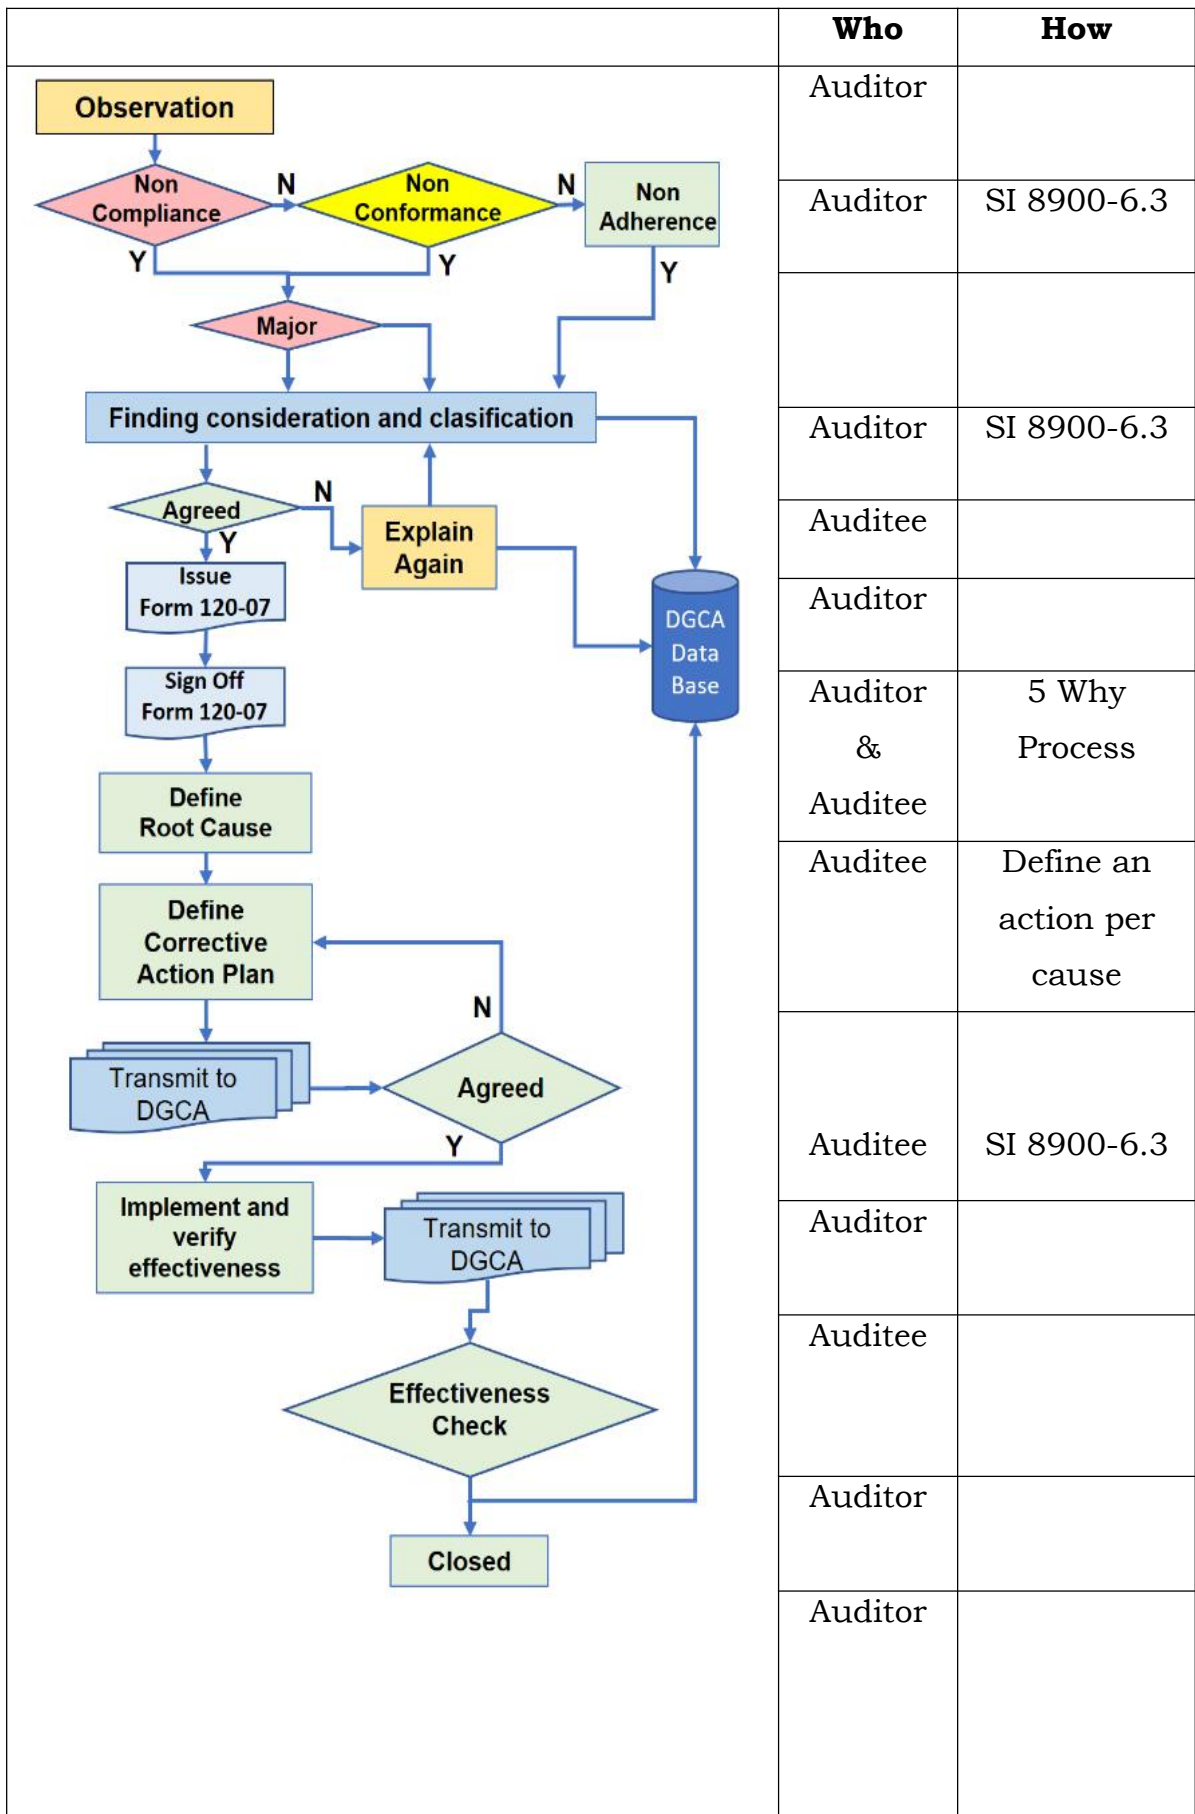 Who How
Observation
Auditor
Non
Compliance
N
Non
Conformance
N
Non
Adherence
Auditor SI 8900-6.3
Y
Y
Y
Major
Finding consideration and clasification
Auditor SI 8900-6.3
Agreed
N
Y
Explain
Again
Auditee
Issue
Form 120-07
Auditor
DGCA
Data
Base
Sign Off
Form 120-07
Auditor
&
Auditee
5 Why
Process
Define
Root Cause
Define
Corrective
Action Plan
Auditee
Define an
action per
cause
N
Transmit to
DGCA
Agreed
Y
Auditee SI 8900-6.3
Implement and
verify
effectiveness
Transmit to
DGCA
Auditor
Auditee
Effectiveness
Check
Auditor
Closed
Auditor